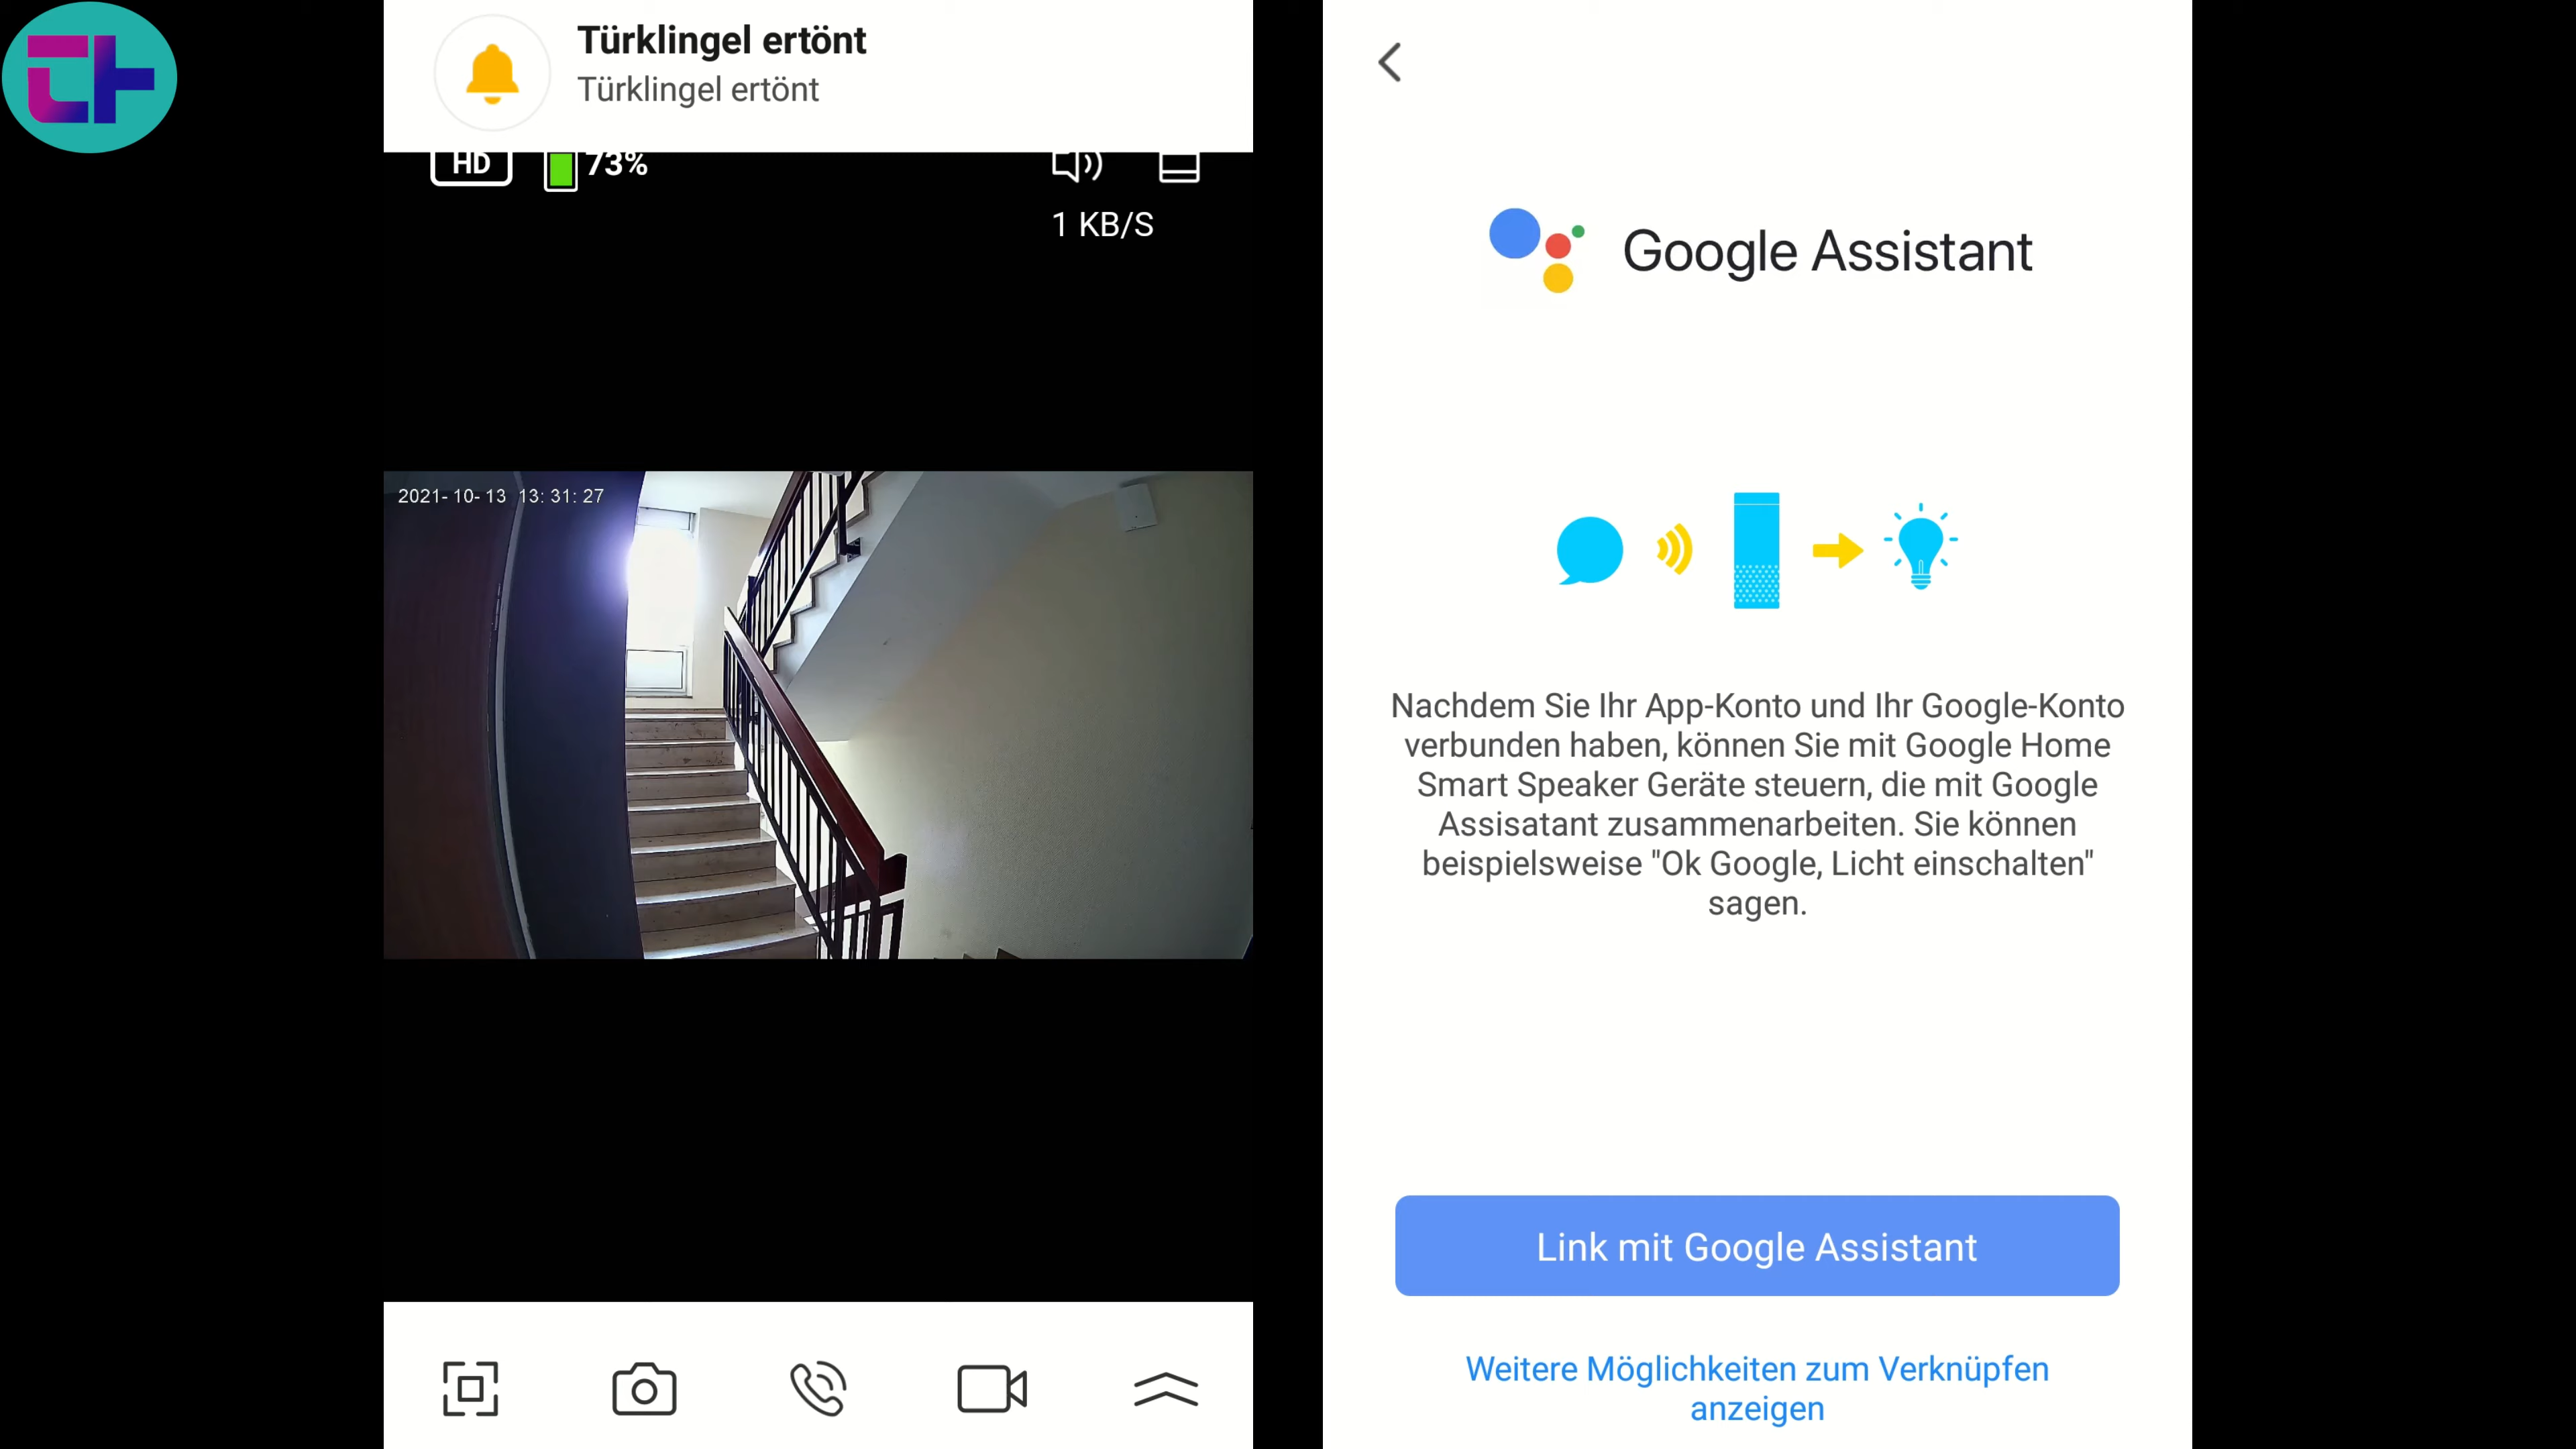 Türklingel ertönt
Türklingel ertönt
HD 73%
1 KB/S
2021-10-13 13:31:27
Google Assistant
Nachdem Sie Ihr App-Konto und Ihr Google-Konto
verbunden haben, können Sie mit Google Home
Smart Speaker Geräte steuern, die mit Google
Assisatant zusammenarbeiten. Sie können
beispielsweise "Ok Google, Licht einschalten"
sagen.
Link mit Google Assistant
Weitere Möglichkeiten zum Verknüpfen
anzeigen